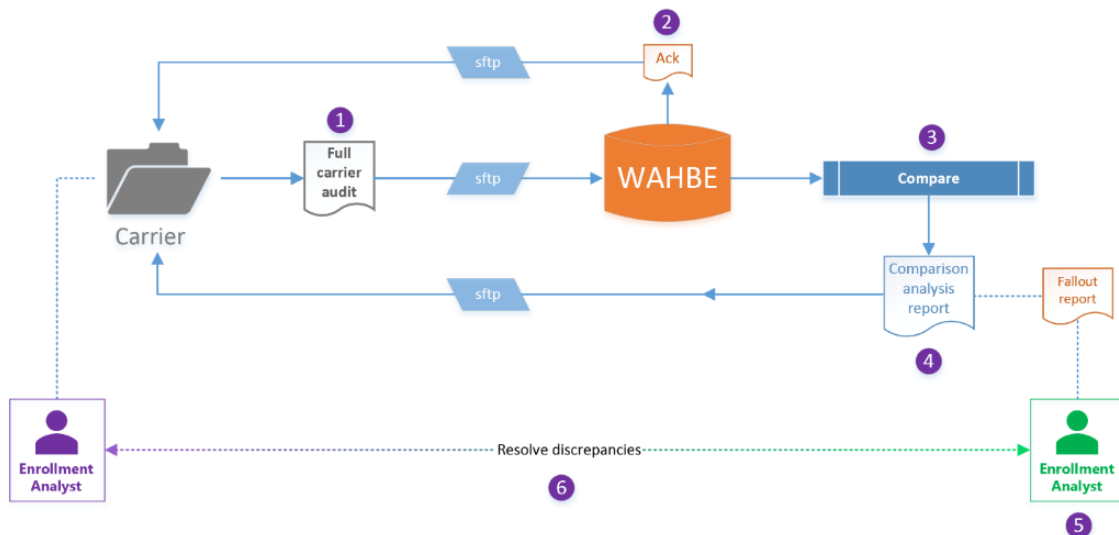 2
sftp
Ack
1
Full
carrier
audit
3
sftp
WAHBE
Compare
Carrier
sftp
Comparison
analysis
report
Fallout
report
4
Enrollment
Analyst
Resolve discrepancies
6
Enrollment
Analyst
5